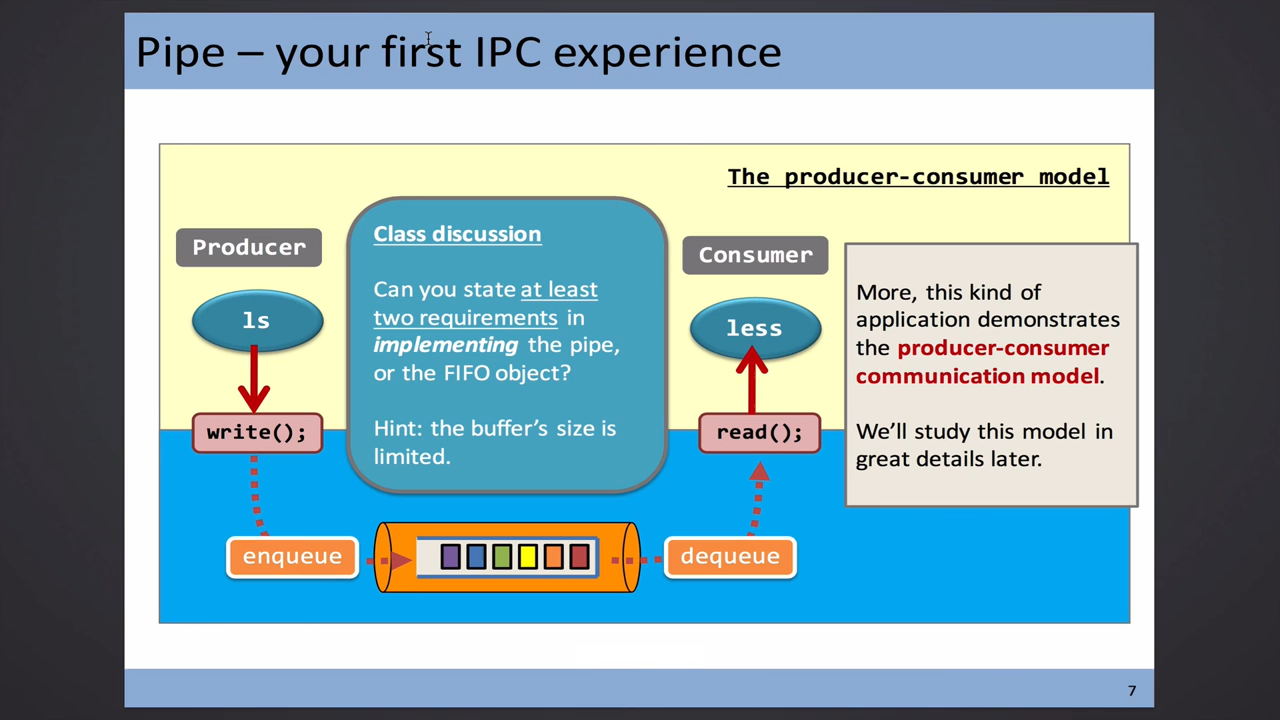 Pipe – your first IPC experience
The producer-consumer model
Producer
ls
write();
Class discussion
Can you state at least
two requirements in
implementing the pipe,
or the FIFO object?
Hint: the buffer’s size is
limited.
Consumer
less
read();
More, this kind of
application demonstrates
the producer-consumer
communication model.
We’ll study this model in
great details later.
enqueue
dequeue
7